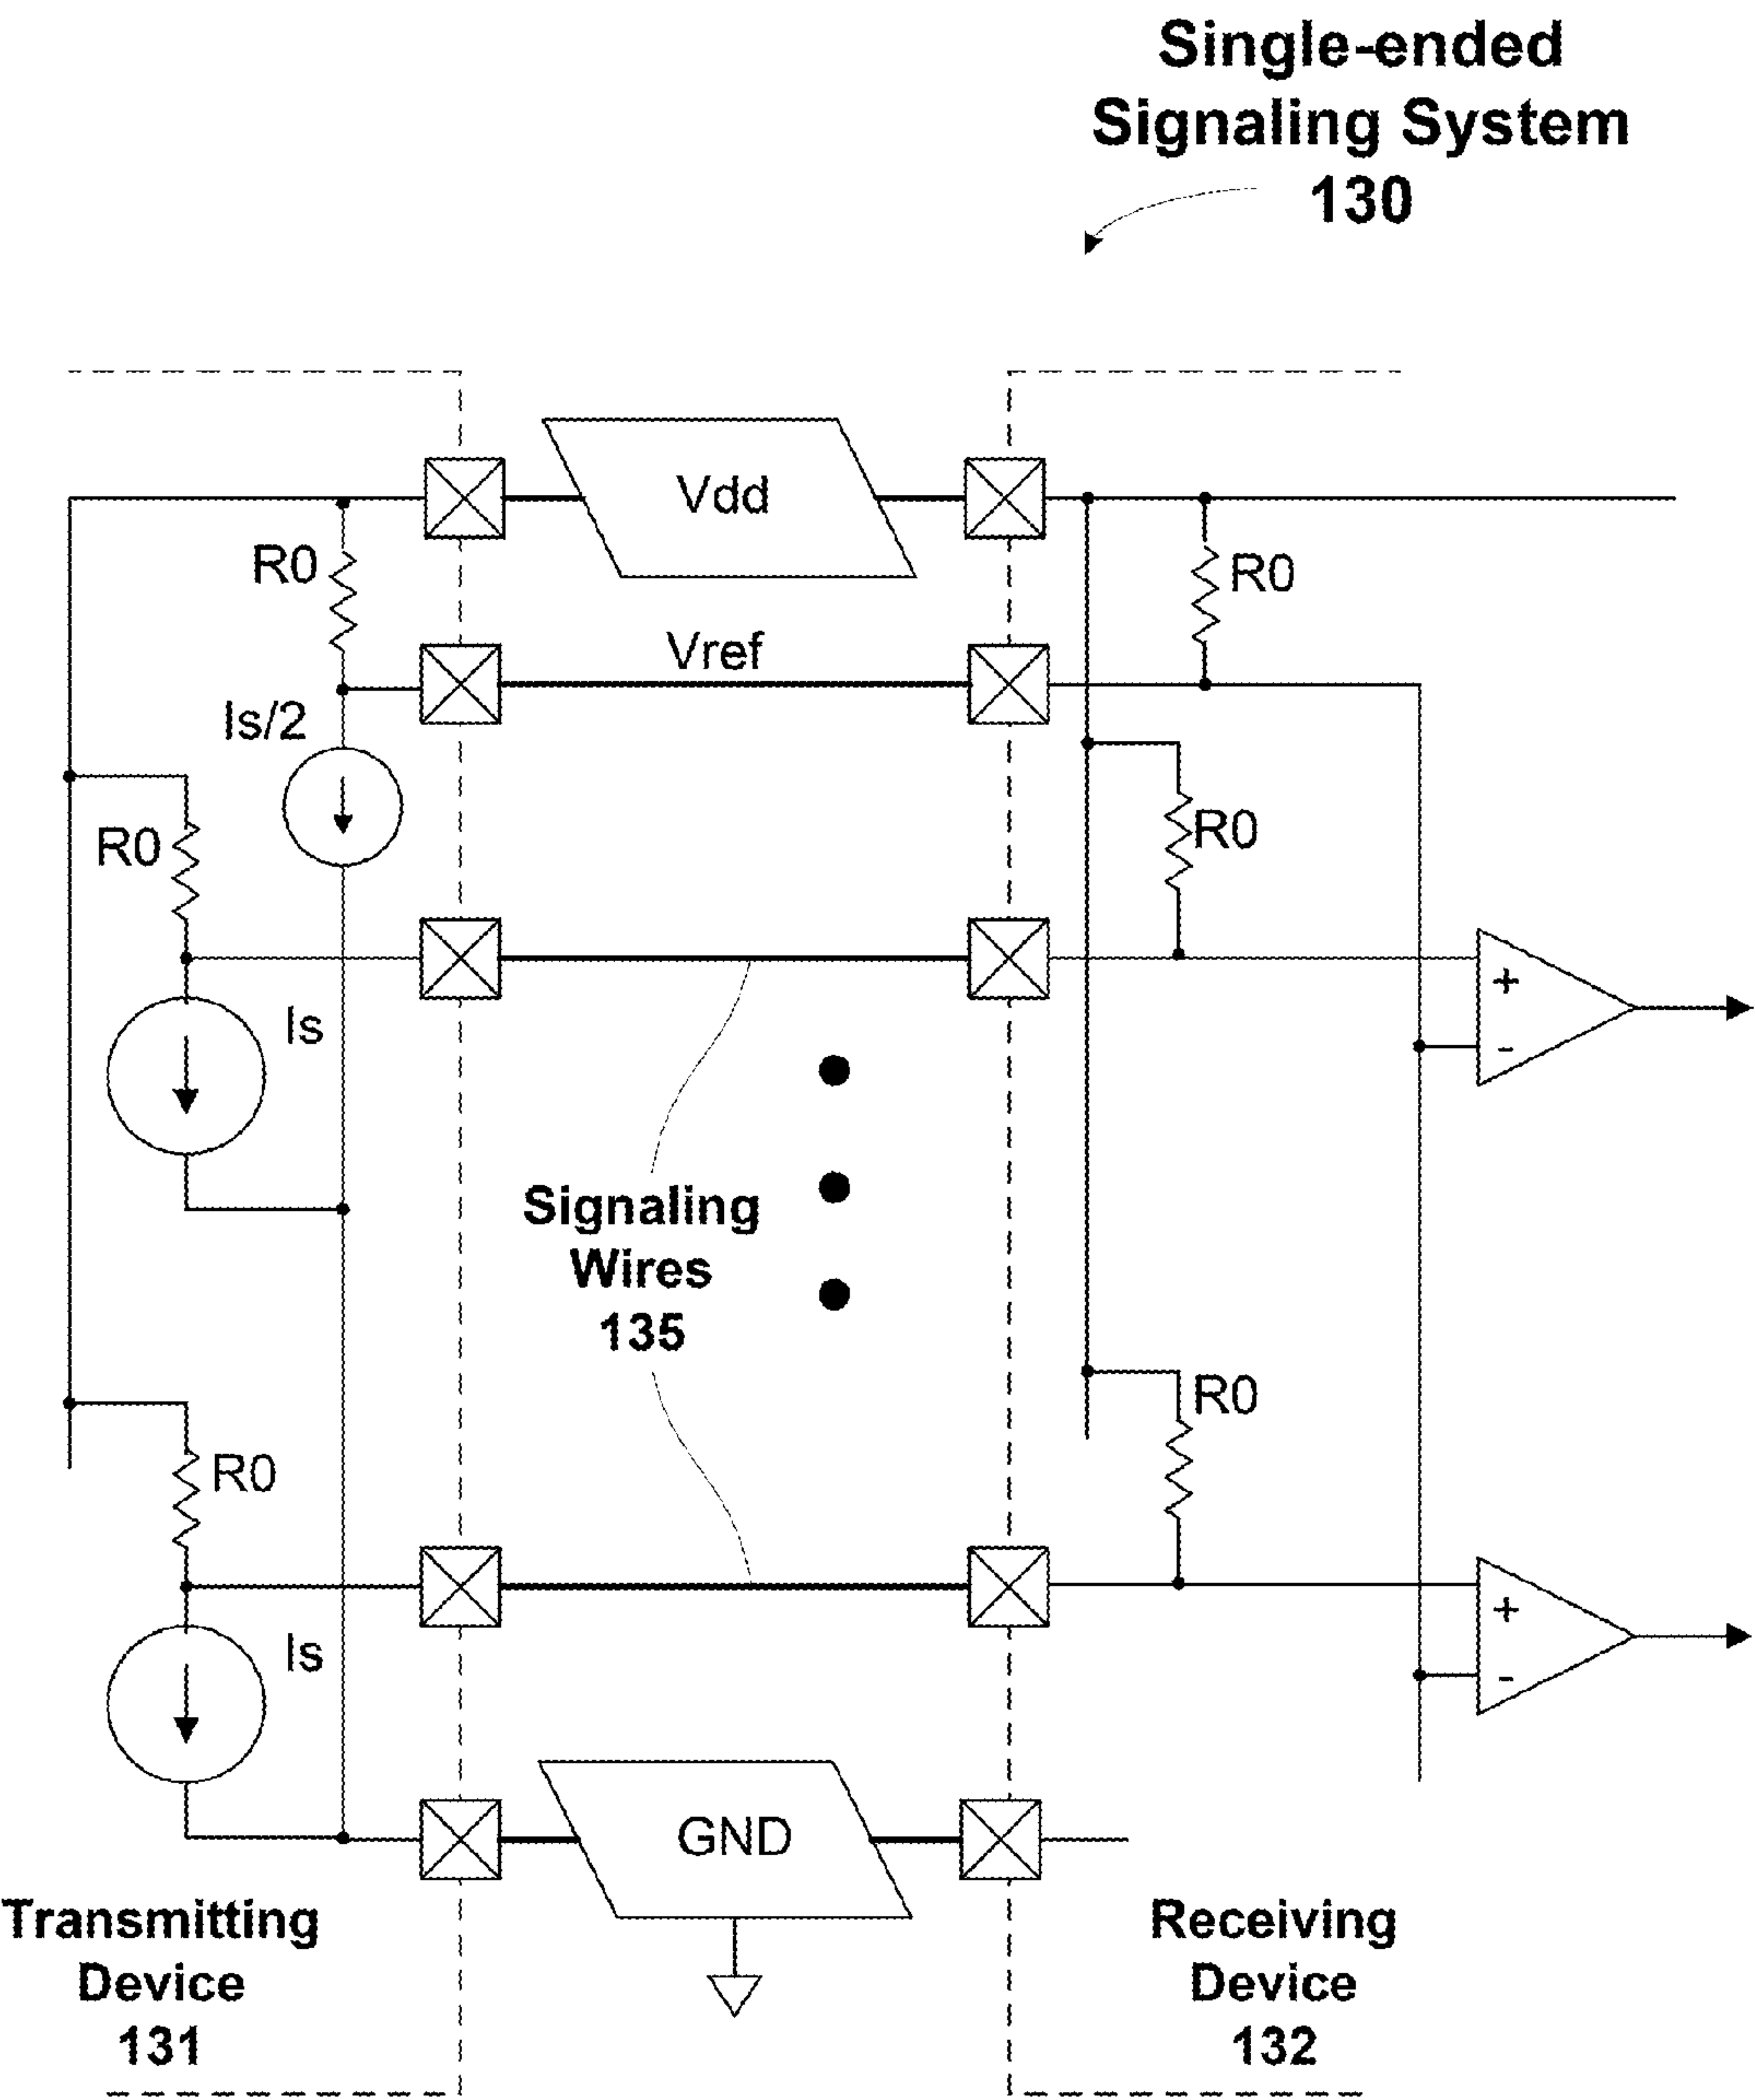 Single-ended
Signaling System
130
Vdd
R0
R0
Vref
Is/2
R0
R0
+
-
Is
Signaling
Wires
135
R0
R0
+
-
Is
GND
Transmitting
Device
131
Receiving
Device
132